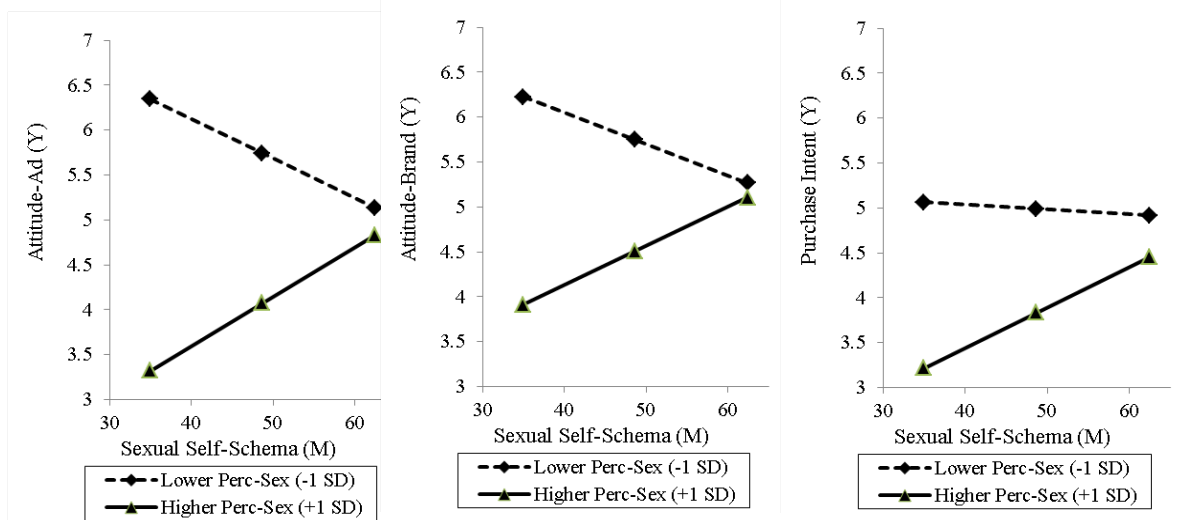 7
6.5
6
5.5
5
4.5
4
3.5
3
30 40 50 60
Attitude-Ad (Y)
Sexual Self-Schema (M)
Lower Perc-Sex (-1 SD)
Higher Perc-Sex (+1 SD)
7
6.5
6
5.5
5
4.5
4
3.5
3
30 40 50 60
Attitude-Brand (Y)
Sexual Self-Schema (M)
Lower Perc-Sex (-1 SD)
Higher Perc-Sex (+1 SD)
7
6.5
6
5.5
5
4.5
4
3.5
3
30 40 50 60
Purchase Intent (Y)
Sexual Self-Schema (M)
Lower Perc-Sex (-1 SD)
Higher Perc-Sex (+1 SD)